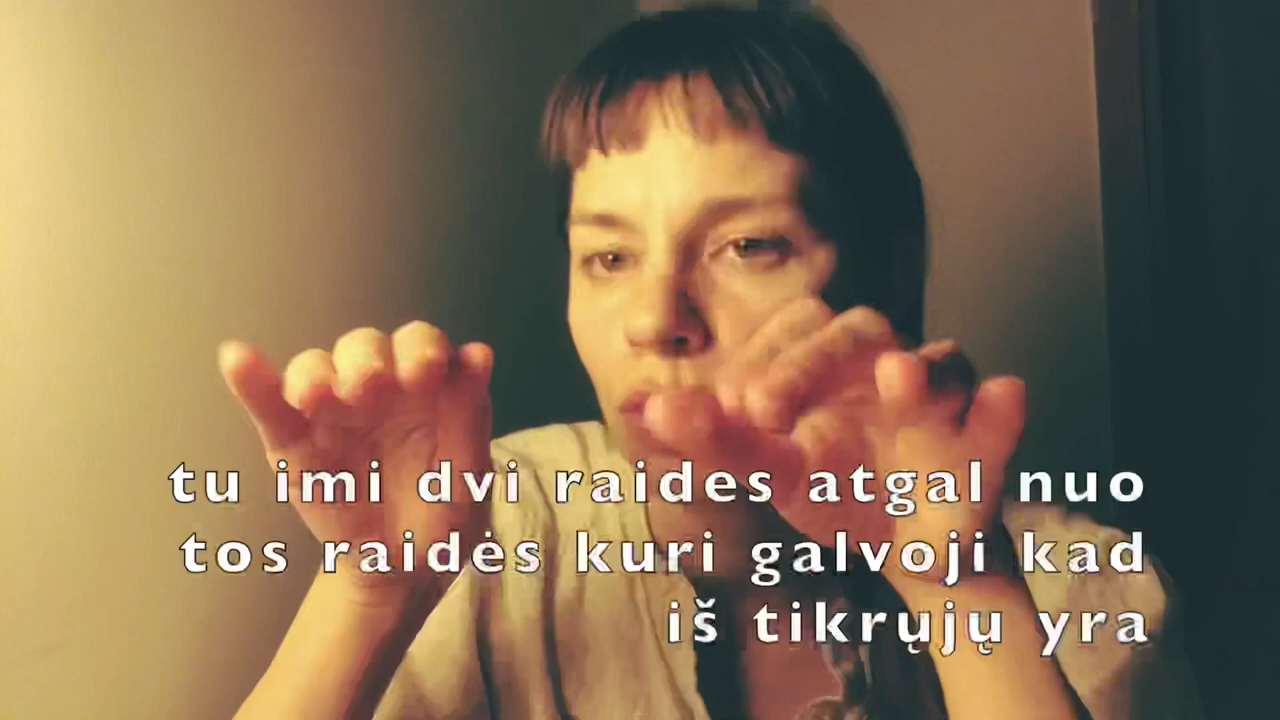 tu imi dvi raides atgal nuo
tos raidės kuri galvoji kad
iš tikrųjų yra